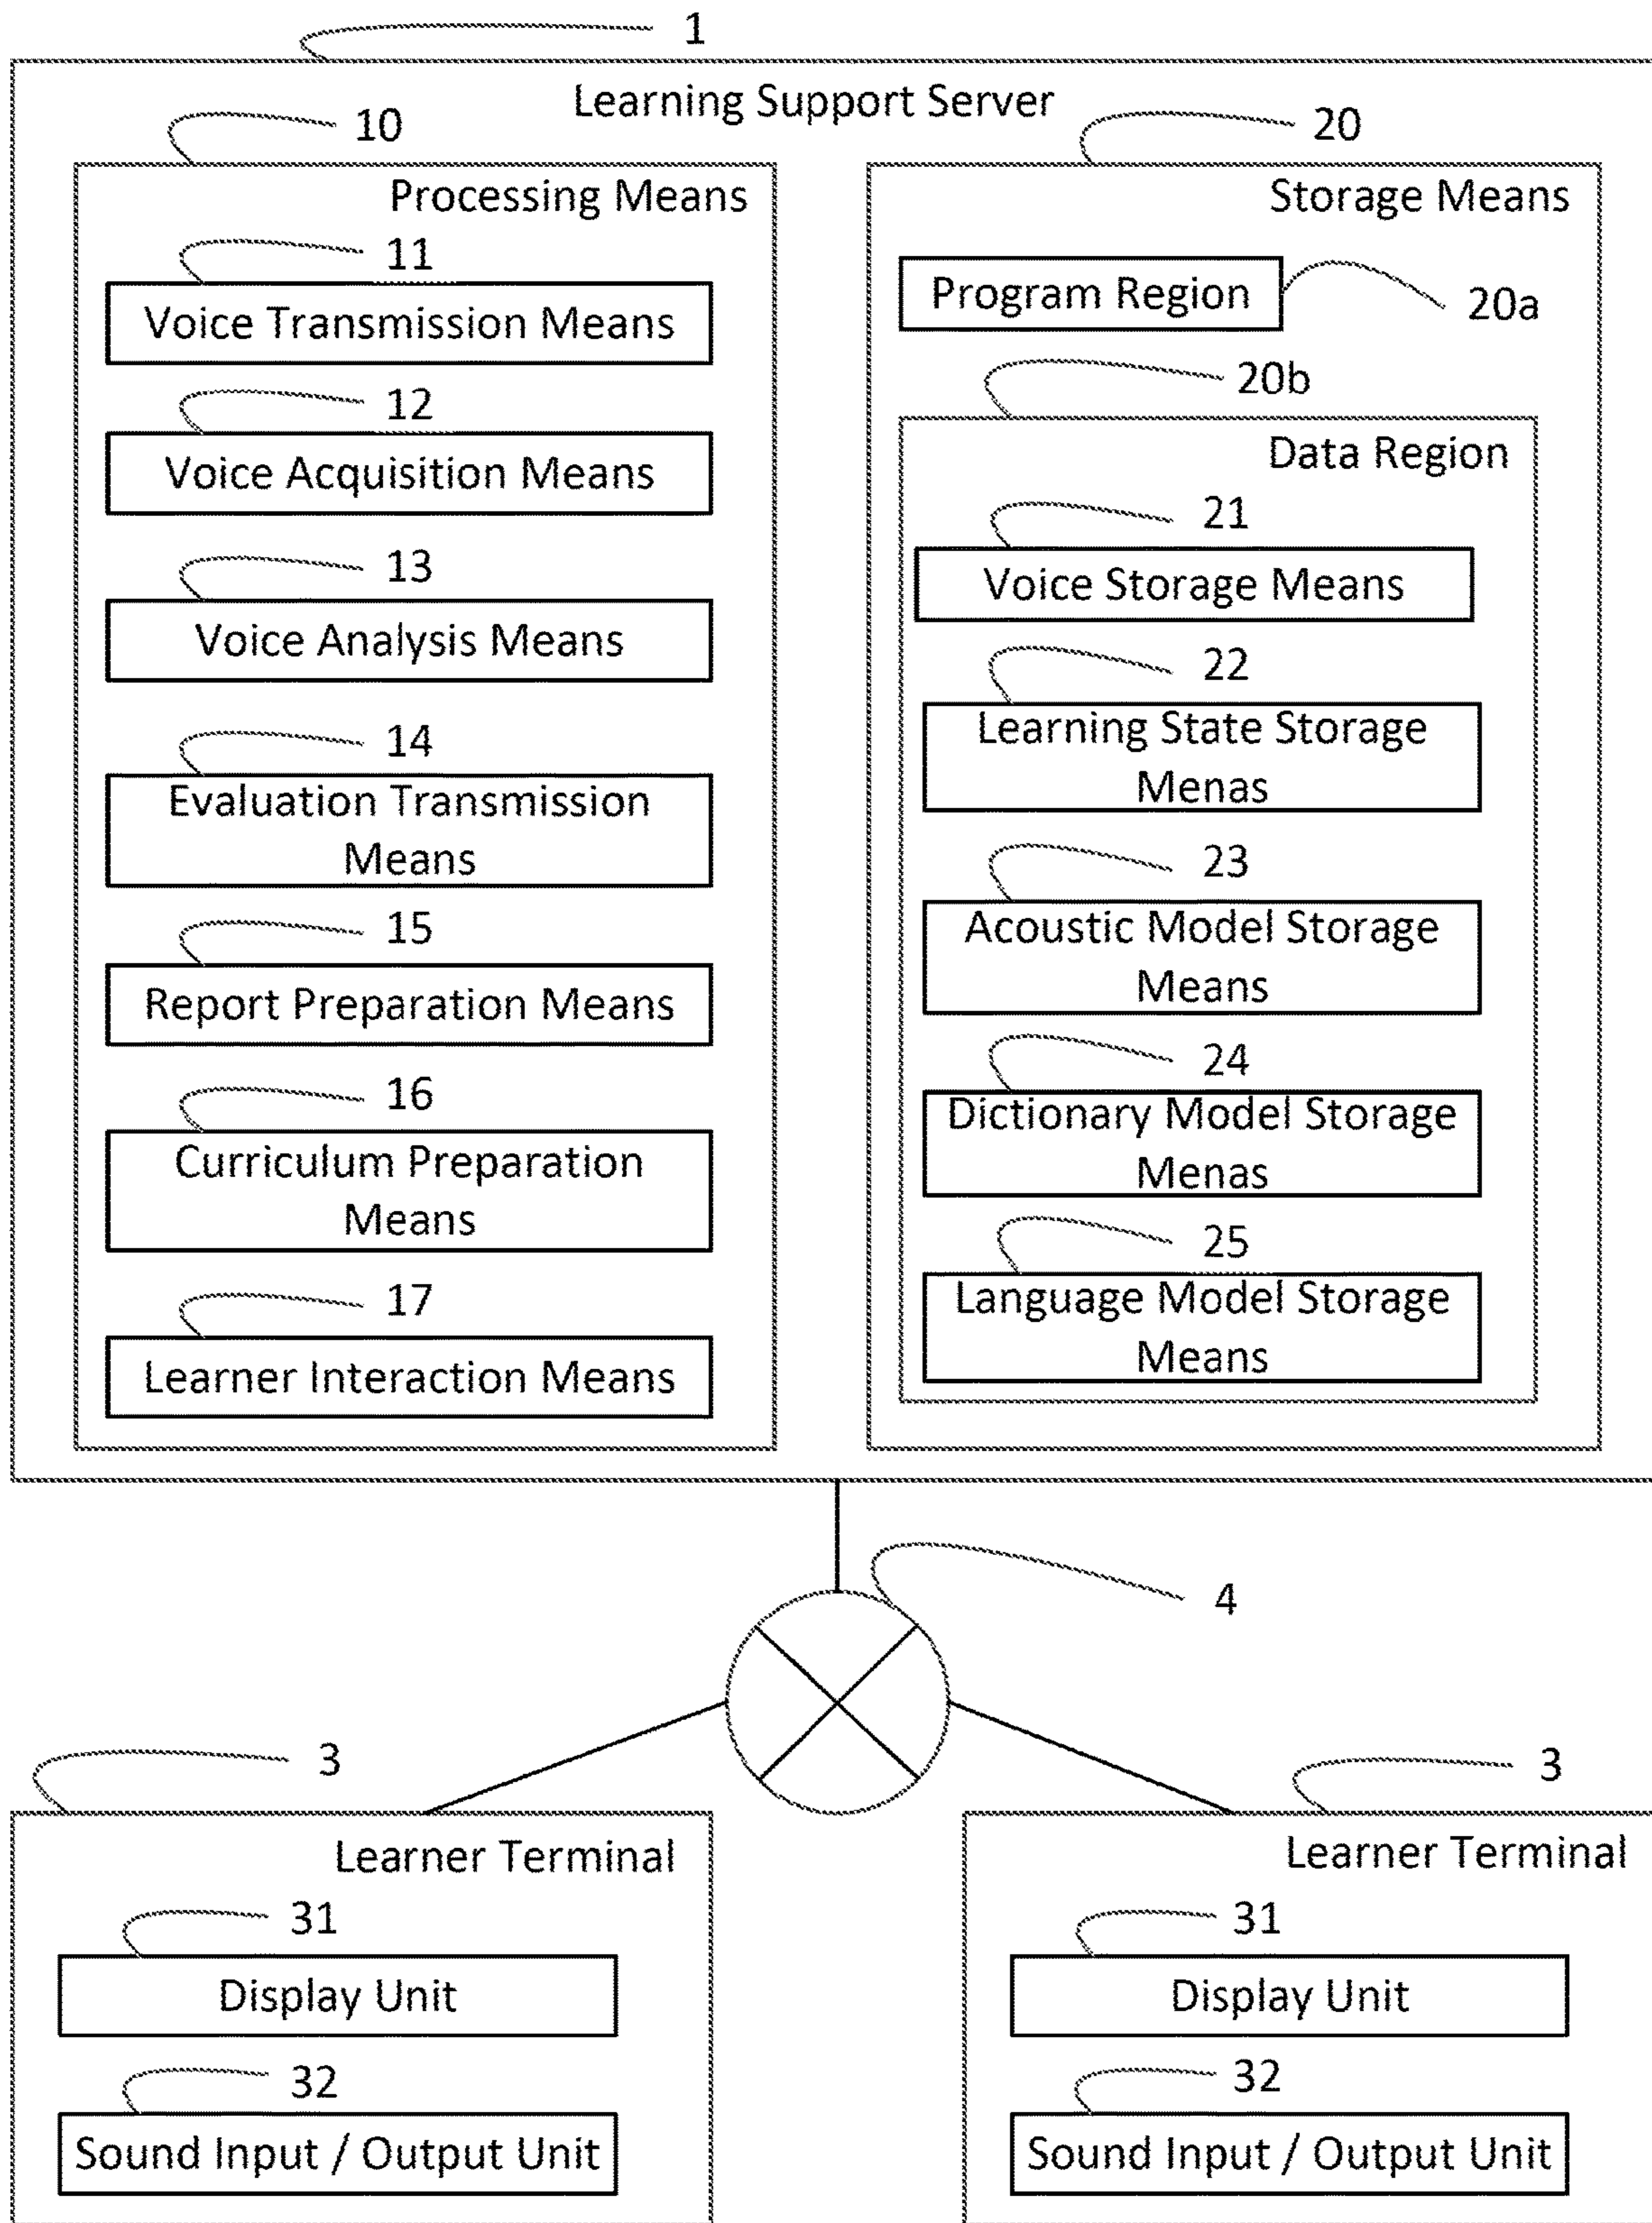 1
Learning Support Server
10
Processing Means
11
Voice Transmission Means
12
Voice Acquisition Means
13
Voice Analysis Means
14
Evaluation Transmission
Means
15
Report Preparation Means
16
Curriculum Preparation
Means
17
Learner Interaction Means
20
Storage Means
Program Region
20a
20b
Data Region
21
Voice Storage Means
22
Learning State Storage
Menas
23
Acoustic Model Storage
Means
24
Dictionary Model Storage
Menas
25
Language Model Storage
Means
4
3
Learner Terminal
31
Display Unit
32
Sound Input / Output Unit
3
Learner Terminal
31
Display Unit
32
Sound Input / Output Unit